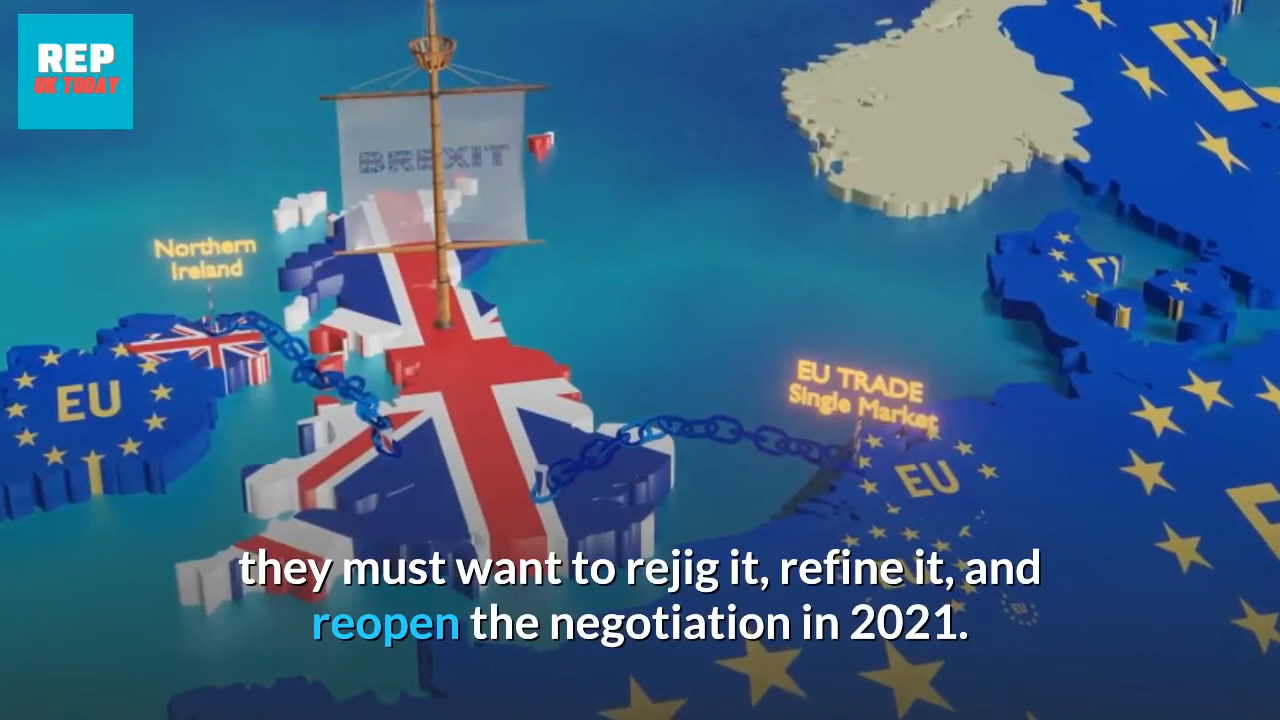 REP
UK TODAY
BREXIT
Northern
Ireland
EU
EU TRADE
Single Market
EU
EU
they must want to rejig it, refine it, and
reopen the negotiation in 2021.